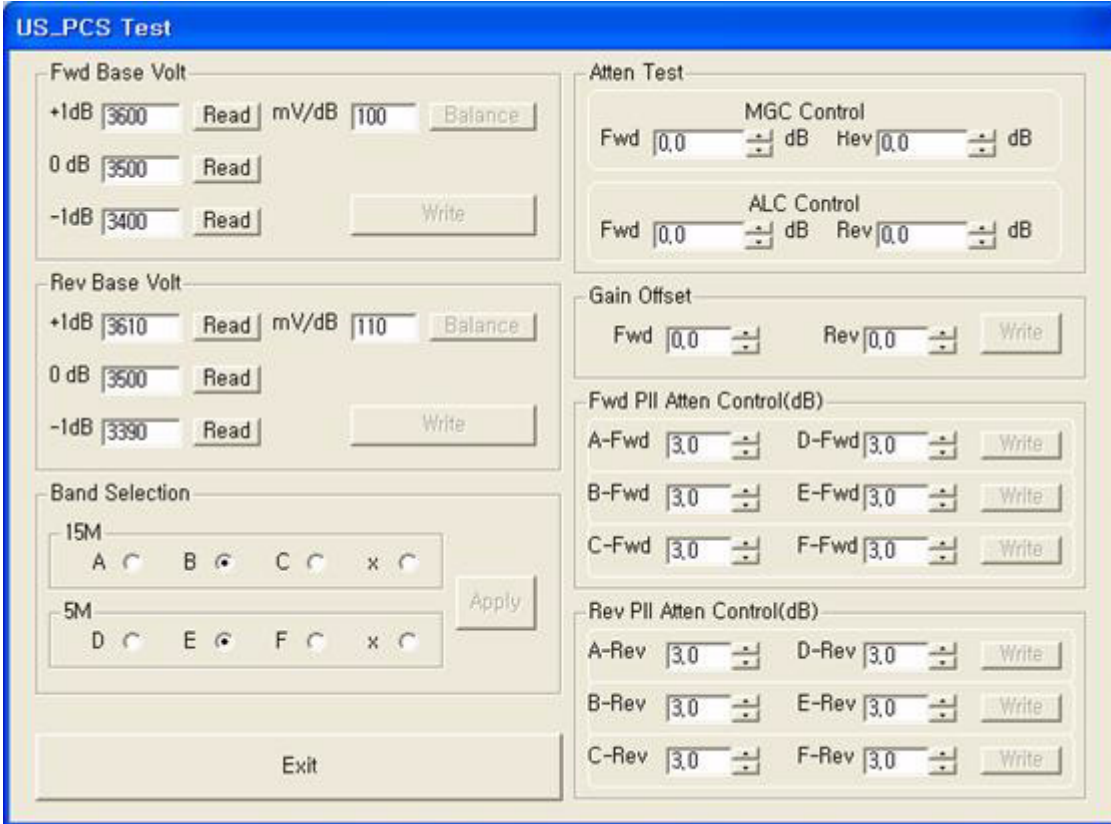 US_PCS Test
Fwd Base Volt
+1dB 3600 Read mV/dB 100 Balance
0 dB 3500 Read
-1dB 3400 Read Write
Rev Base Volt
+1dB 3610 Read mV/dB 110 Balance
0 dB 3500 Read
-1dB 3390 Read Write
Band Selection
15M
A B C x
5M
D E F x
Apply
Exit
Atten Test
MGC Control
Fwd 0,0 dB Hev 0,0 dB
ALC Control
Fwd 0,0 dB Rev 0,0 dB
Gain Offset
Fwd 0,0 Rev 0,0 Write
Fwd Pll Atten Control(dB)
A-Fwd 3,0 D-Fwd 3,0 Write
B-Fwd 3,0 E-Fwd 3,0 Write
C-Fwd 3,0 F-Fwd 3,0 Write
Rev Pll Atten Control(dB)
A-Rev 3,0 D-Rev 3,0 Write
B-Rev 3,0 E-Rev 3,0 Write
C-Rev 3,0 F-Rev 3,0 Write